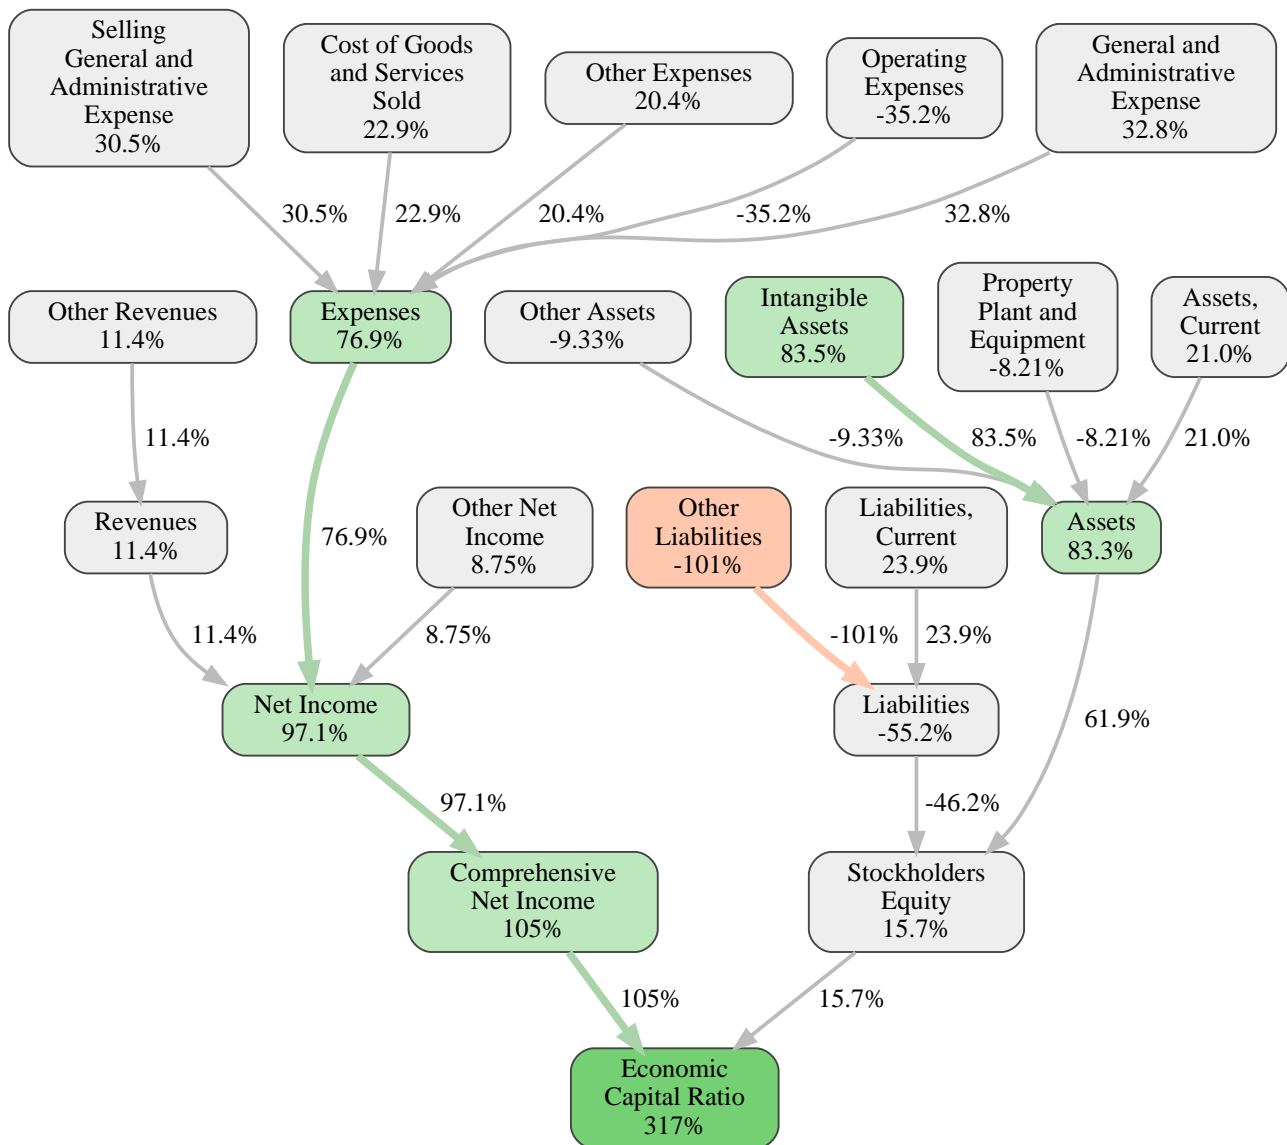 Selling
General and
Administrative
Expense
30.5%
Cost of Goods
and Services
Sold
22.9%
Other Expenses
20.4%
Operating
Expenses
-35.2%
General and
Administrative
Expense
32.8%
30.5%
22.9%
20.4%
-35.2%
32.8%
Other Revenues
11.4%
Expenses
76.9%
Other Assets
-9.33%
Intangible
Assets
83.5%
Property
Plant and
Equipment
-8.21%
Assets,
Current
21.0%
11.4%
-9.33%
83.5%
-8.21%
21.0%
Revenues
11.4%
76.9%
Other Net
Income
8.75%
Other
Liabilities
-101%
Liabilities,
Current
23.9%
Assets
83.3%
11.4%
8.75%
-101%
23.9%
Net Income
97.1%
Liabilities
-55.2%
61.9%
97.1%
-46.2%
Comprehensive
Net Income
105%
Stockholders
Equity
15.7%
105%
15.7%
Economic
Capital Ratio
317%